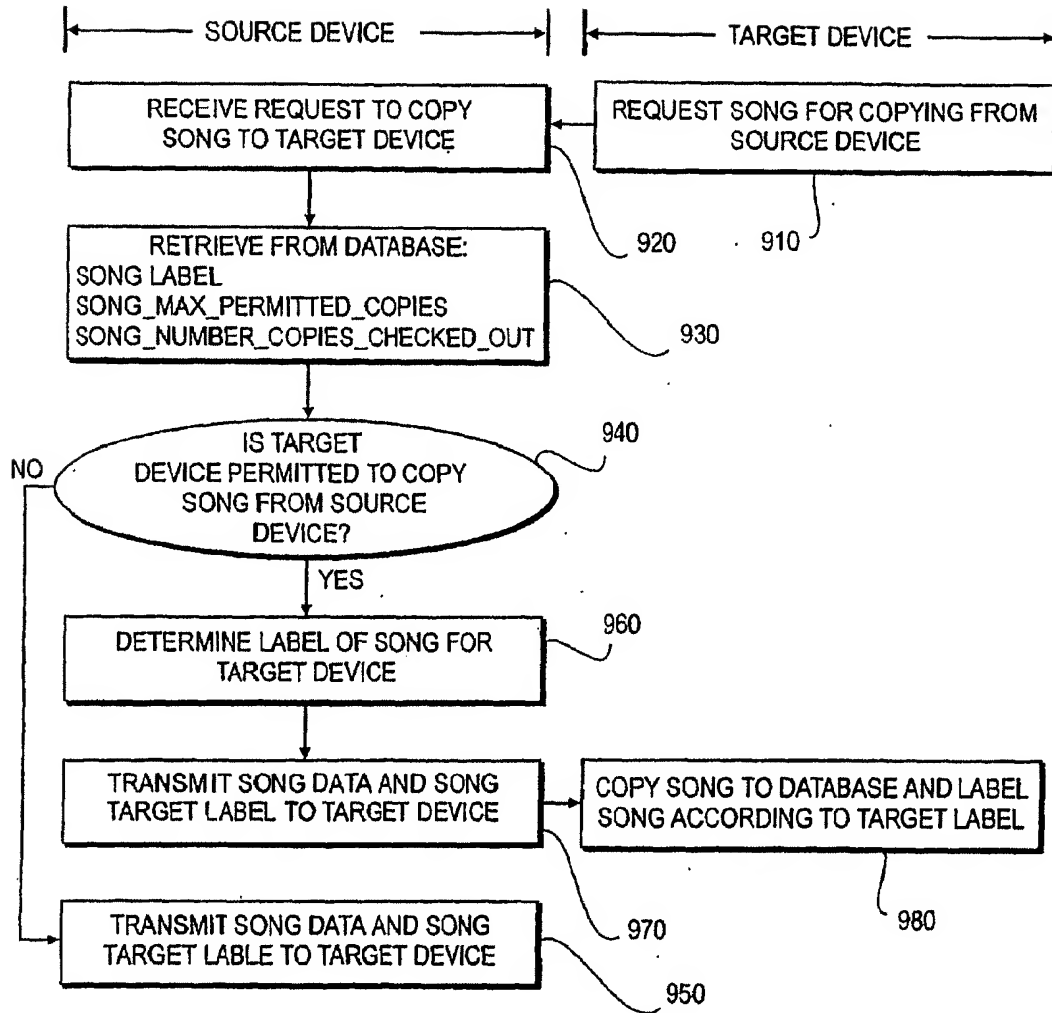 SOURCE DEVICE
TARGET DEVICE
RECEIVE REQUEST TO COPY
SONG TO TARGET DEVICE
REQUEST SONG FOR COPYING FROM
SOURCE DEVICE
920
910
RETRIEVE FROM DATABASE:
SONG LABEL
SONG_MAX_PERMITTED_COPIES
SONG_NUMBER_COPIES_CHECKED_OUT
930
IS TARGET
DEVICE PERMITTED TO COPY
SONG FROM SOURCE
DEVICE?
940
NO
YES
DETERMINE LABEL OF SONG FOR
TARGET DEVICE
960
TRANSMIT SONG DATA AND SONG
TARGET LABEL TO TARGET DEVICE
970
COPY SONG TO DATABASE AND LABEL
SONG ACCORDING TO TARGET LABEL
980
TRANSMIT SONG DATA AND SONG
TARGET LABLE TO TARGET DEVICE
950